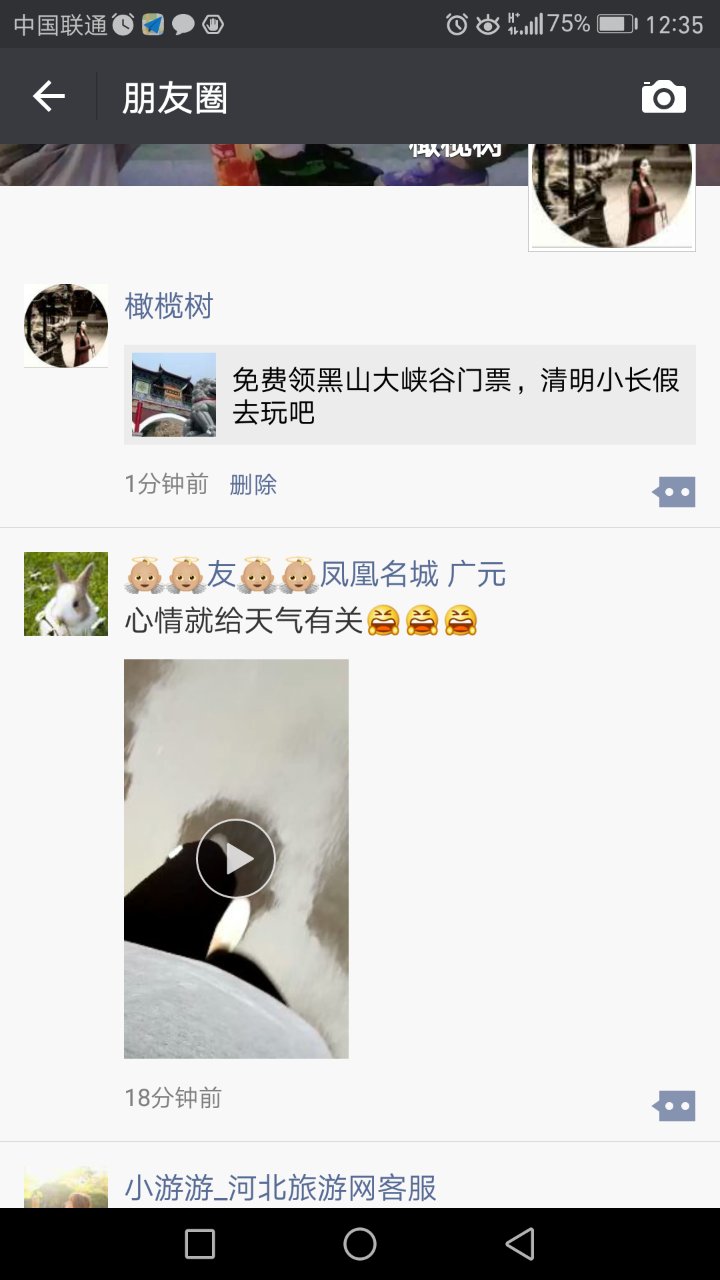 中国联通 75% 12:35
朋友圈
橄榄树
橄榄树
免费领黑山大峡谷门票，清明小长假
去玩吧
1分钟前 删除
👼👼友👼👼凤凰名城 广元
心情就给天气有关😝😝😝
18分钟前
小游游_河北旅游网客服